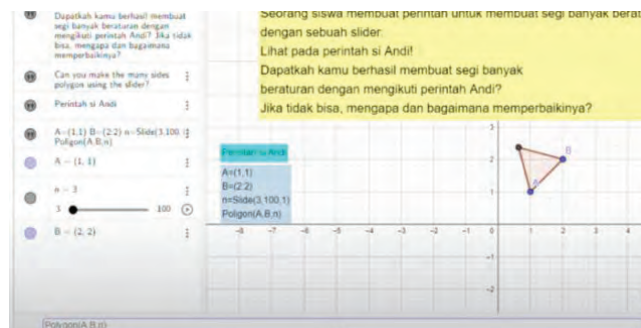 Dapatkah kamu berhasil membuat
segi banyak beraturan dengan
mengikuti perintah Andi? Jika tidak
bisa, mengapa dan bagaimana
memperbaikinya?
Can you make the many sides
polygon using the slider?
Perintah si Andi
A=(1,1) B=(2,2) n=Slide(3,100,1)
Poligon(A,B,n)
A = (1, 1)
n = 3
3 100
B = (2, 2)
Seorang siswa membuat perintah untuk membuat segi banyak berat
dengan sebuah slider.
Lihat pada perintah si Andi!
Dapatkah kamu berhasil membuat segi banyak
beraturan dengan mengikuti perintah Andi?
Jika tidak bisa, mengapa dan bagaimana memperbaikinya?
Perintah si Andi
A=(1,1)
B=(2,2)
n=Slide(3,100,1)
Poligon(A,B,n)
3
2
1
-8 -7 -6 -5 -4 -3 -2 -1 0 1 2 3 4
-1
-2
A
B
Polygon(A,B,n)